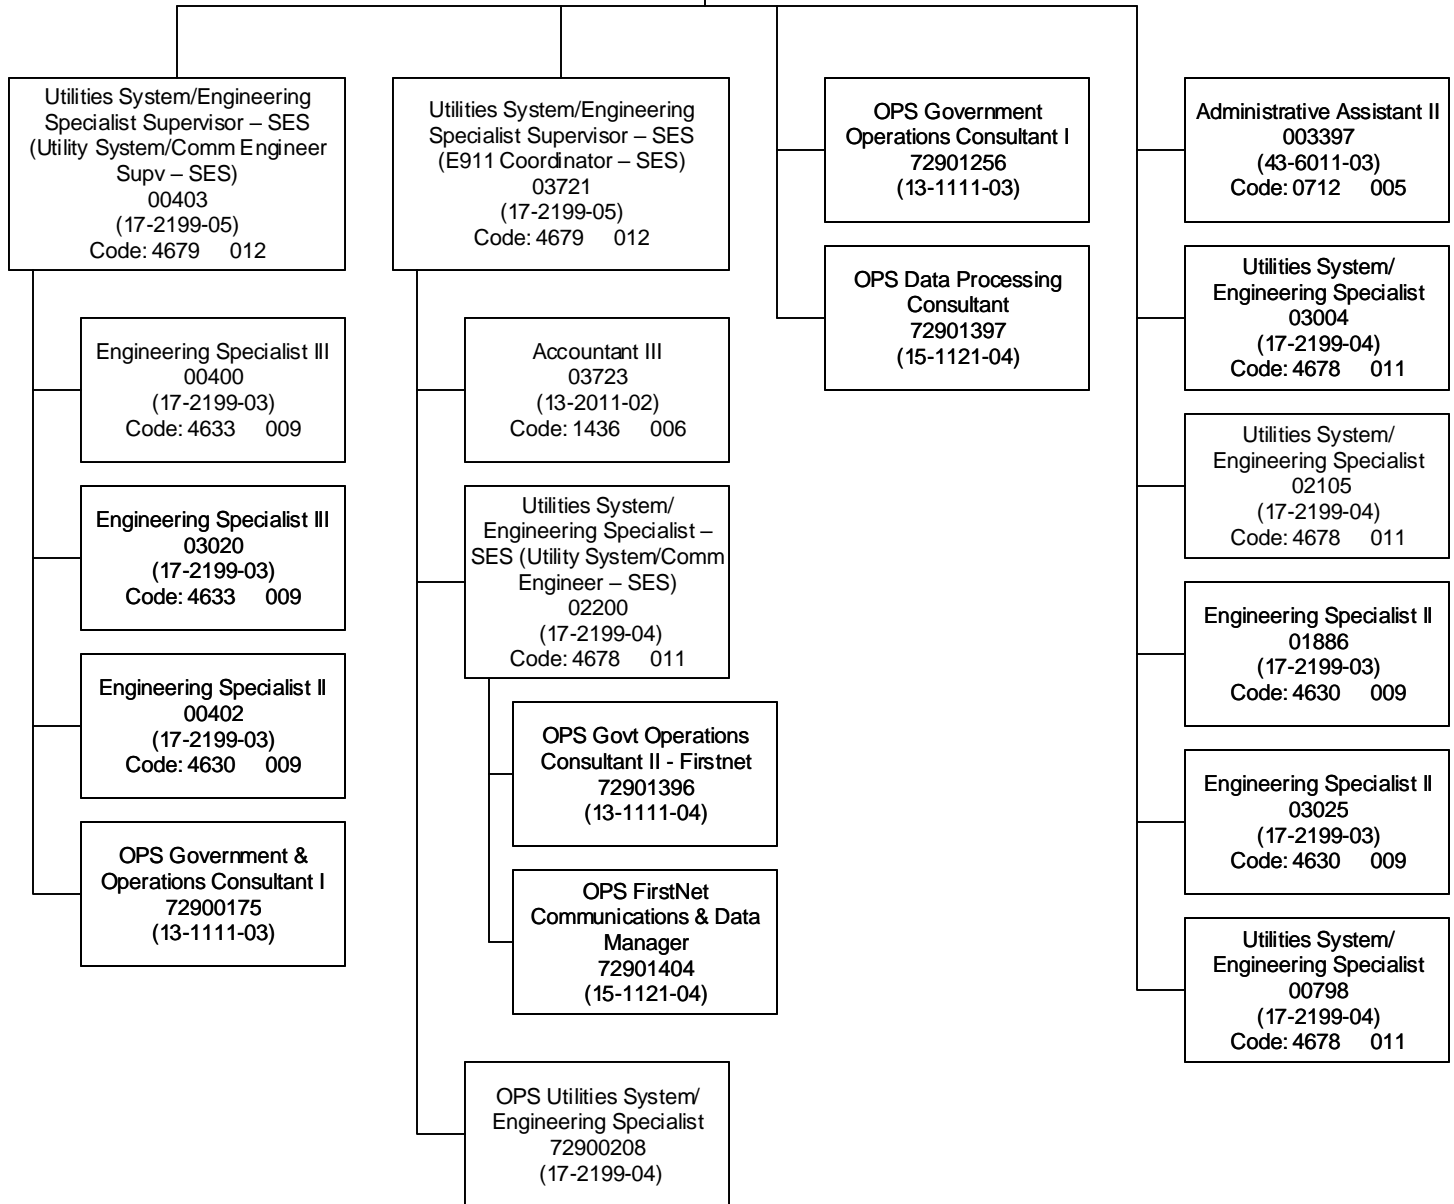 Utilities System/Engineering
Specialist Supervisor – SES
(Utility System/Comm Engineer
Supv – SES)
00403
(17-2199-05)
Code: 4679 012
Engineering Specialist III
00400
(17-2199-03)
Code: 4633 009
Engineering Specialist III
03020
(17-2199-03)
Code: 4633 009
Engineering Specialist II
00402
(17-2199-03)
Code: 4630 009
OPS Government &
Operations Consultant I
72900175
(13-1111-03)
Utilities System/Engineering
Specialist Supervisor – SES
(E911 Coordinator – SES)
03721
(17-2199-05)
Code: 4679 012
Accountant III
03723
(13-2011-02)
Code: 1436 006
Utilities System/
Engineering Specialist –
SES (Utility System/Comm
Engineer – SES)
02200
(17-2199-04)
Code: 4678 011
OPS Govt Operations
Consultant II - Firstnet
72901396
(13-1111-04)
OPS FirstNet
Communications & Data
Manager
72901404
(15-1121-04)
OPS Utilities System/
Engineering Specialist
72900208
(17-2199-04)
OPS Government
Operations Consultant I
72901256
(13-1111-03)
OPS Data Processing
Consultant
72901397
(15-1121-04)
Administrative Assistant II
003397
(43-6011-03)
Code: 0712 005
Utilities System/
Engineering Specialist
03004
(17-2199-04)
Code: 4678 011
Utilities System/
Engineering Specialist
02105
(17-2199-04)
Code: 4678 011
Engineering Specialist II
01886
(17-2199-03)
Code: 4630 009
Engineering Specialist II
03025
(17-2199-03)
Code: 4630 009
Utilities System/
Engineering Specialist
00798
(17-2199-04)
Code: 4678 011